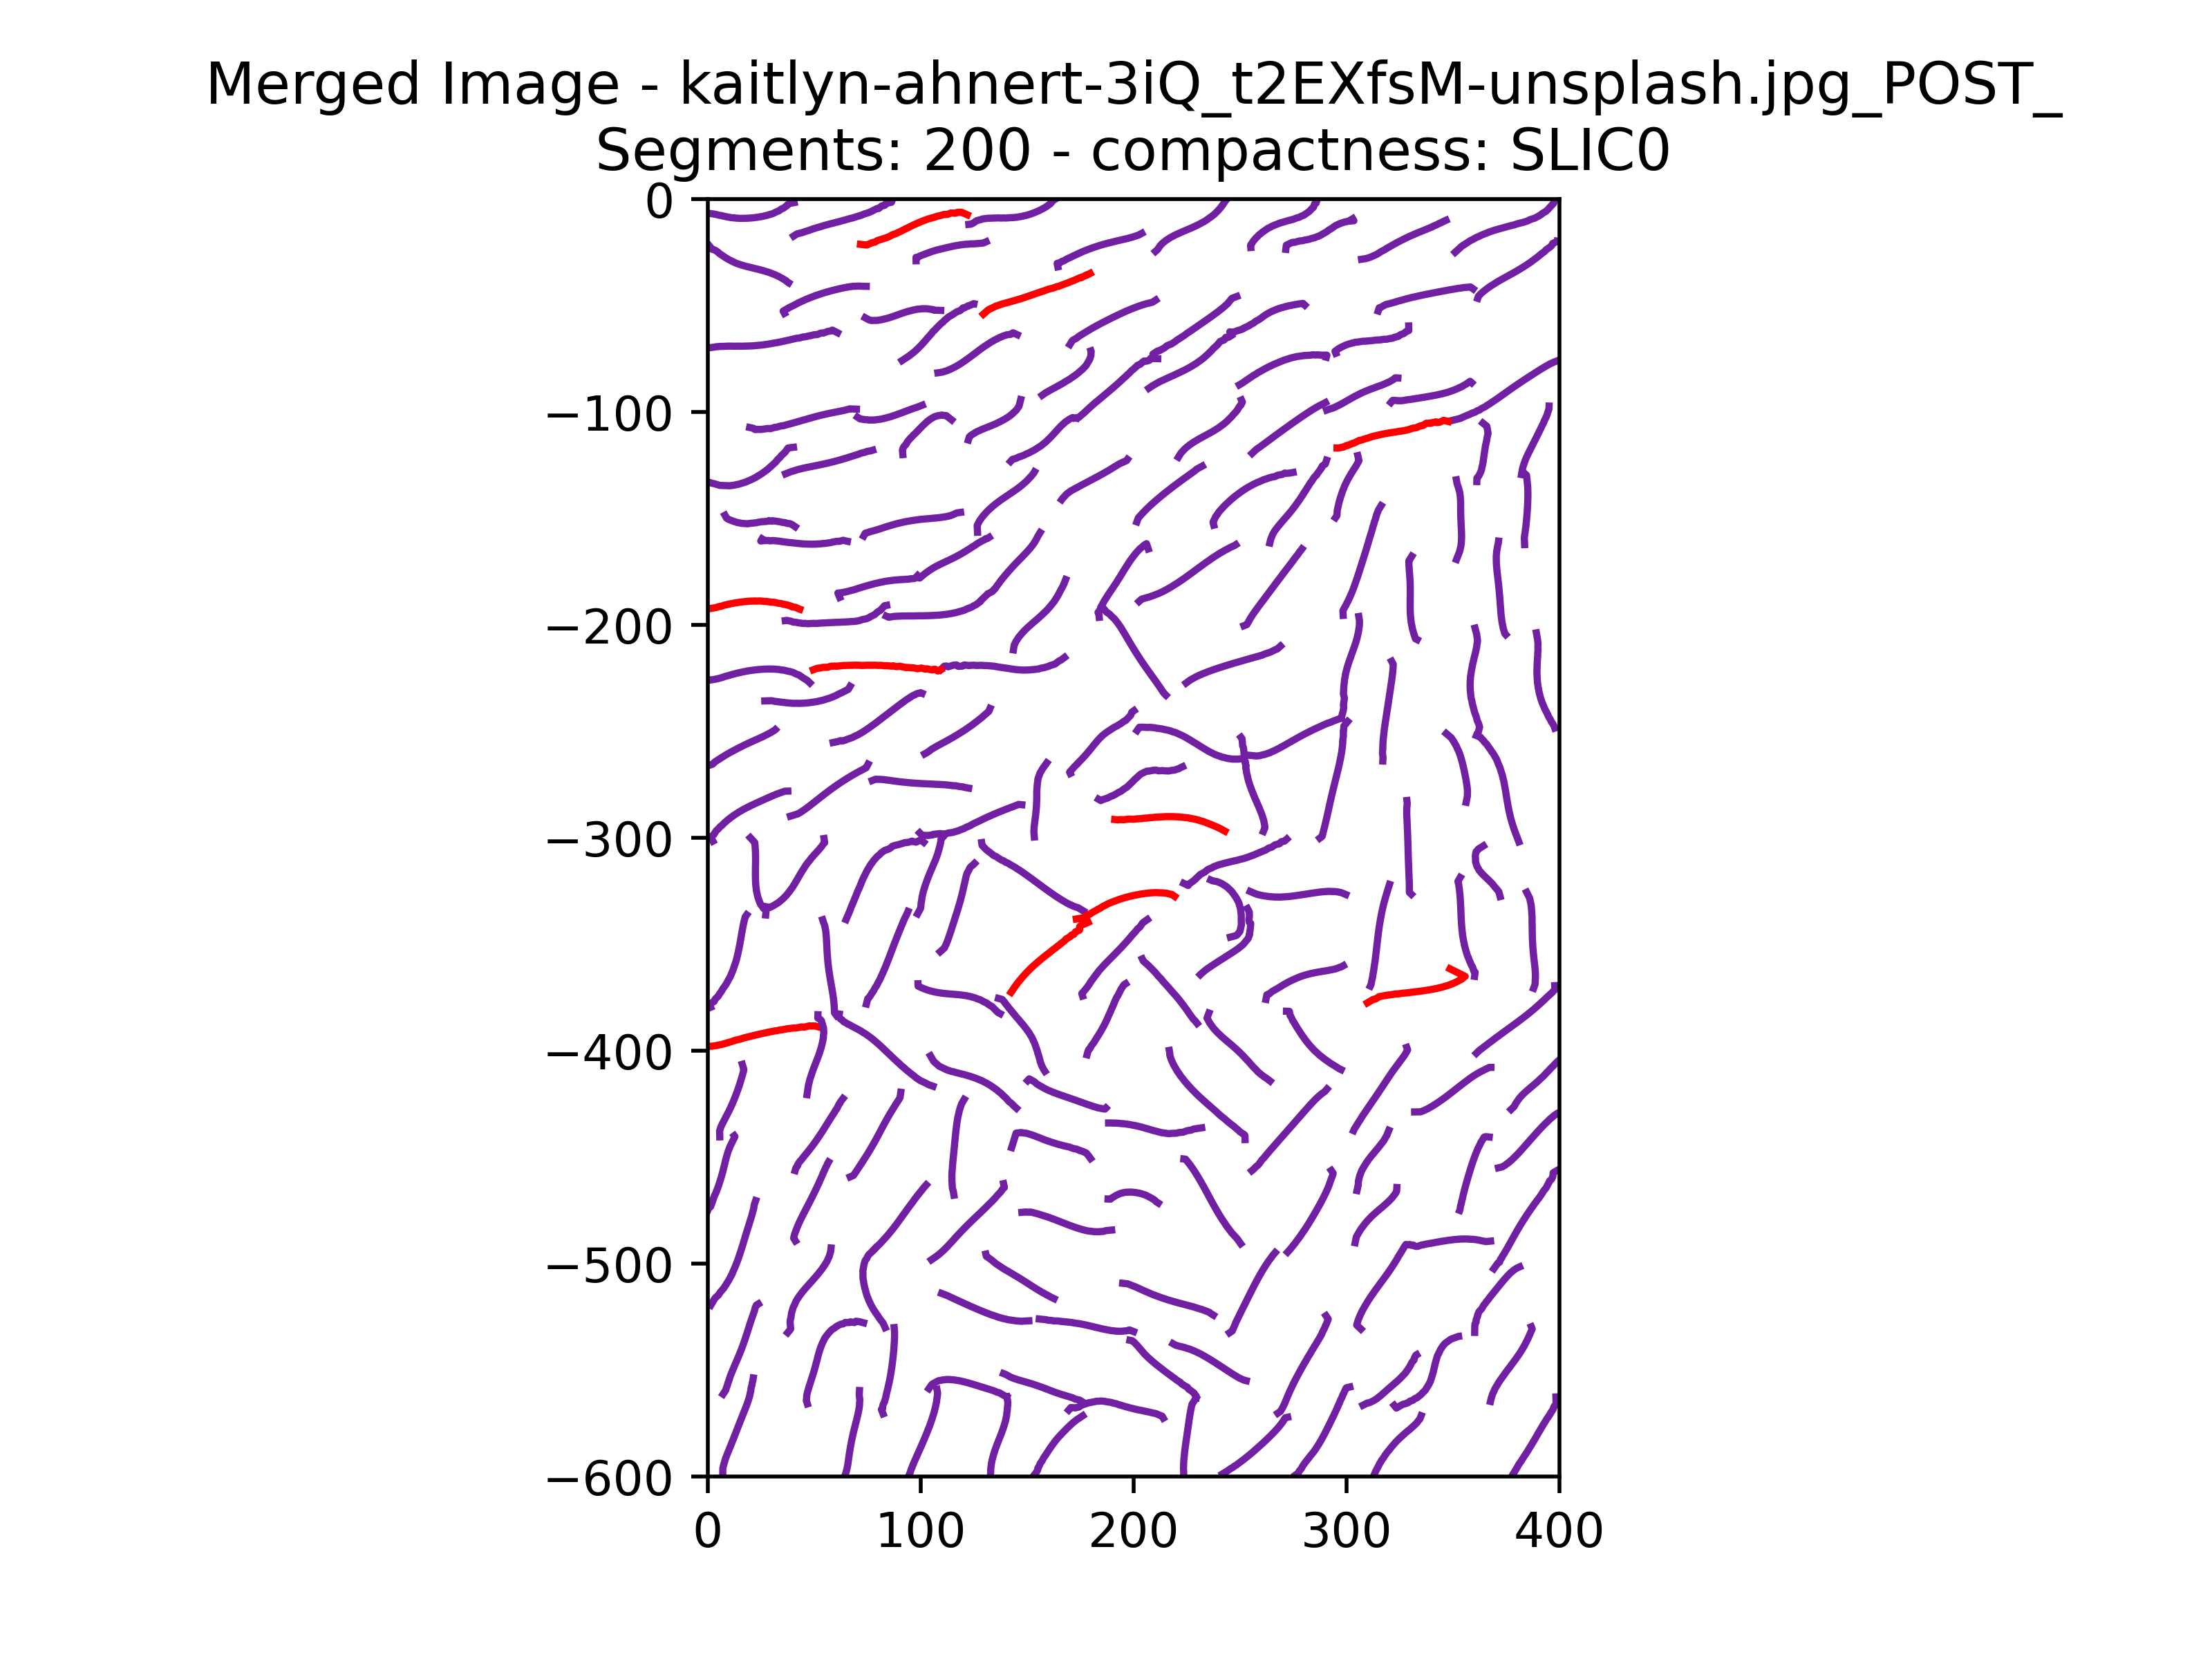 Merged Image - kaitlyn-ahnert-3iQ_t2EXfsM-unsplash.jpg_POST_
Segments: 200 - compactness: SLIC0
0
−100
−200
−300
−400
−500
−600
0 100 200 300 400